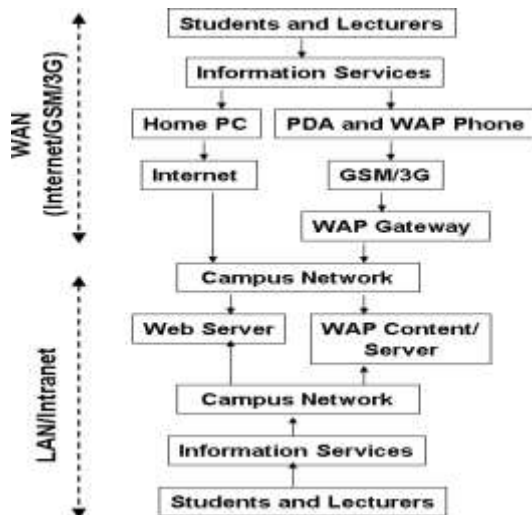 Students and Lecturers
Information Services
Home PC
PDA and WAP Phone
Internet
GSM/3G
WAP Gateway
Campus Network
Web Server
WAP Content/
Server
Campus Network
Information Services
Students and Lecturers
WAN
(Internet/GSM/3G)
LAN/Intranet